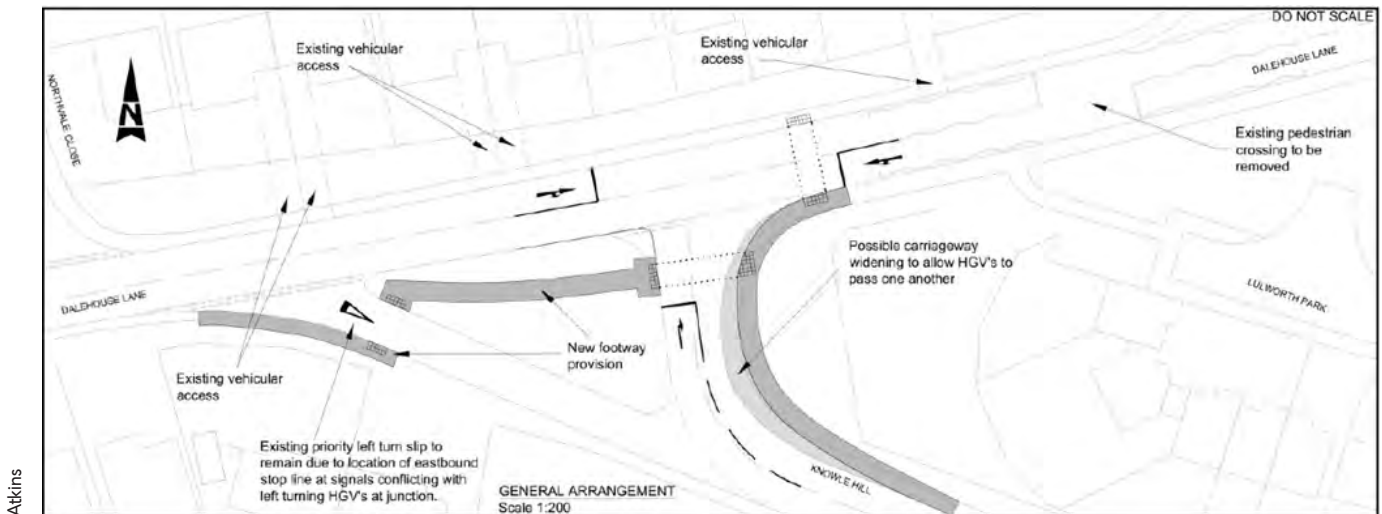 DO NOT SCALE
Existing vehicular
access
Existing vehicular
access
DALEHOUSE LANE
NORTHVALE CLOSE
N
Existing pedestrian
crossing to be
removed
Possible carriageway
widening to allow HGV's to
pass one another
LULWORTH PARK
DALEHOUSE LANE
New footway
provision
Existing vehicular
access
Existing priority left turn slip to
remain due to location of eastbound
stop line at signals conflicting with
left turning HGV's at junction.
KNOWLE HILL
GENERAL ARRANGEMENT
Scale 1:200
Atkins